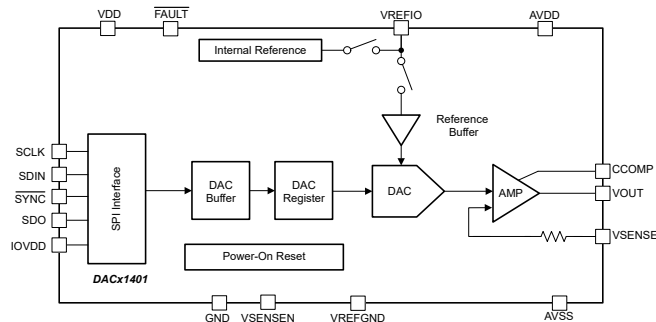 VDD
FAULT
VREFIO
AVDD
Internal Reference
Reference
Buffer
SCLK
SDIN
SYNC
SDO
IOVDD
SPI Interface
DAC
Buffer
DAC
Register
DAC
AMP
CCOMP
VOUT
VSENSE
Power-On Reset
DACx1401
GND
VSENSEN
VREFGND
AVSS